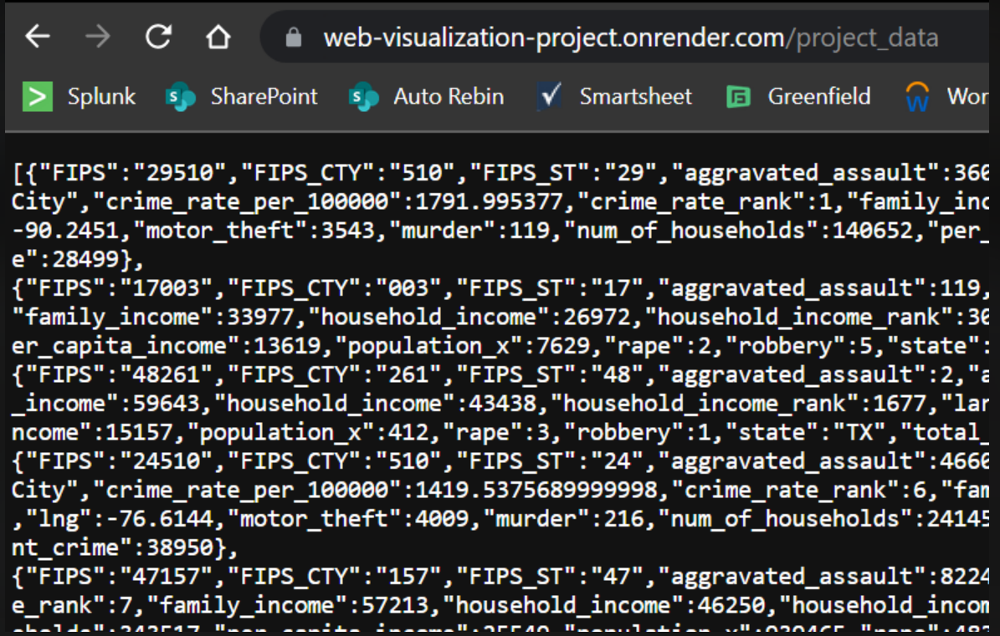 web-visualization-project.onrender.com/project_data
Splunk SharePoint Auto Rebin Smartsheet Greenfield Wor
[{"FIPS":"29510","FIPS_CTY":"510","FIPS_ST":"29","aggravated_assault":360
City","crime_rate_per_100000":1791.995377,"crime_rate_rank":1,"family_inc
-90.2451,"motor_theft":3543,"murder":119,"num_of_households":140652,"per_
e":28499},
{"FIPS":"17003","FIPS_CTY":"003","FIPS_ST":"17","aggravated_assault":119,
"family_income":33977,"household_income":26972,"household_income_rank":30
er_capita_income":13619,"population_x":7629,"rape":2,"robbery":5,"state":
{"FIPS":"48261","FIPS_CTY":"261","FIPS_ST":"48","aggravated_assault":2,"a
_income":59643,"household_income":43438,"household_income_rank":1677,"lar
ncome":15157,"population_x":412,"rape":3,"robbery":1,"state":"TX","total_
{"FIPS":"24510","FIPS_CTY":"510","FIPS_ST":"24","aggravated_assault":4660
City","crime_rate_per_100000":1419.5375689999998,"crime_rate_rank":6,"fam
,"lng":-76.6144,"motor_theft":4009,"murder":216,"num_of_households":24145
nt_crime":38950},
{"FIPS":"47157","FIPS_CTY":"157","FIPS_ST":"47","aggravated_assault":8224
e_rank":7,"family_income":57213,"household_income":46250,"household_incom